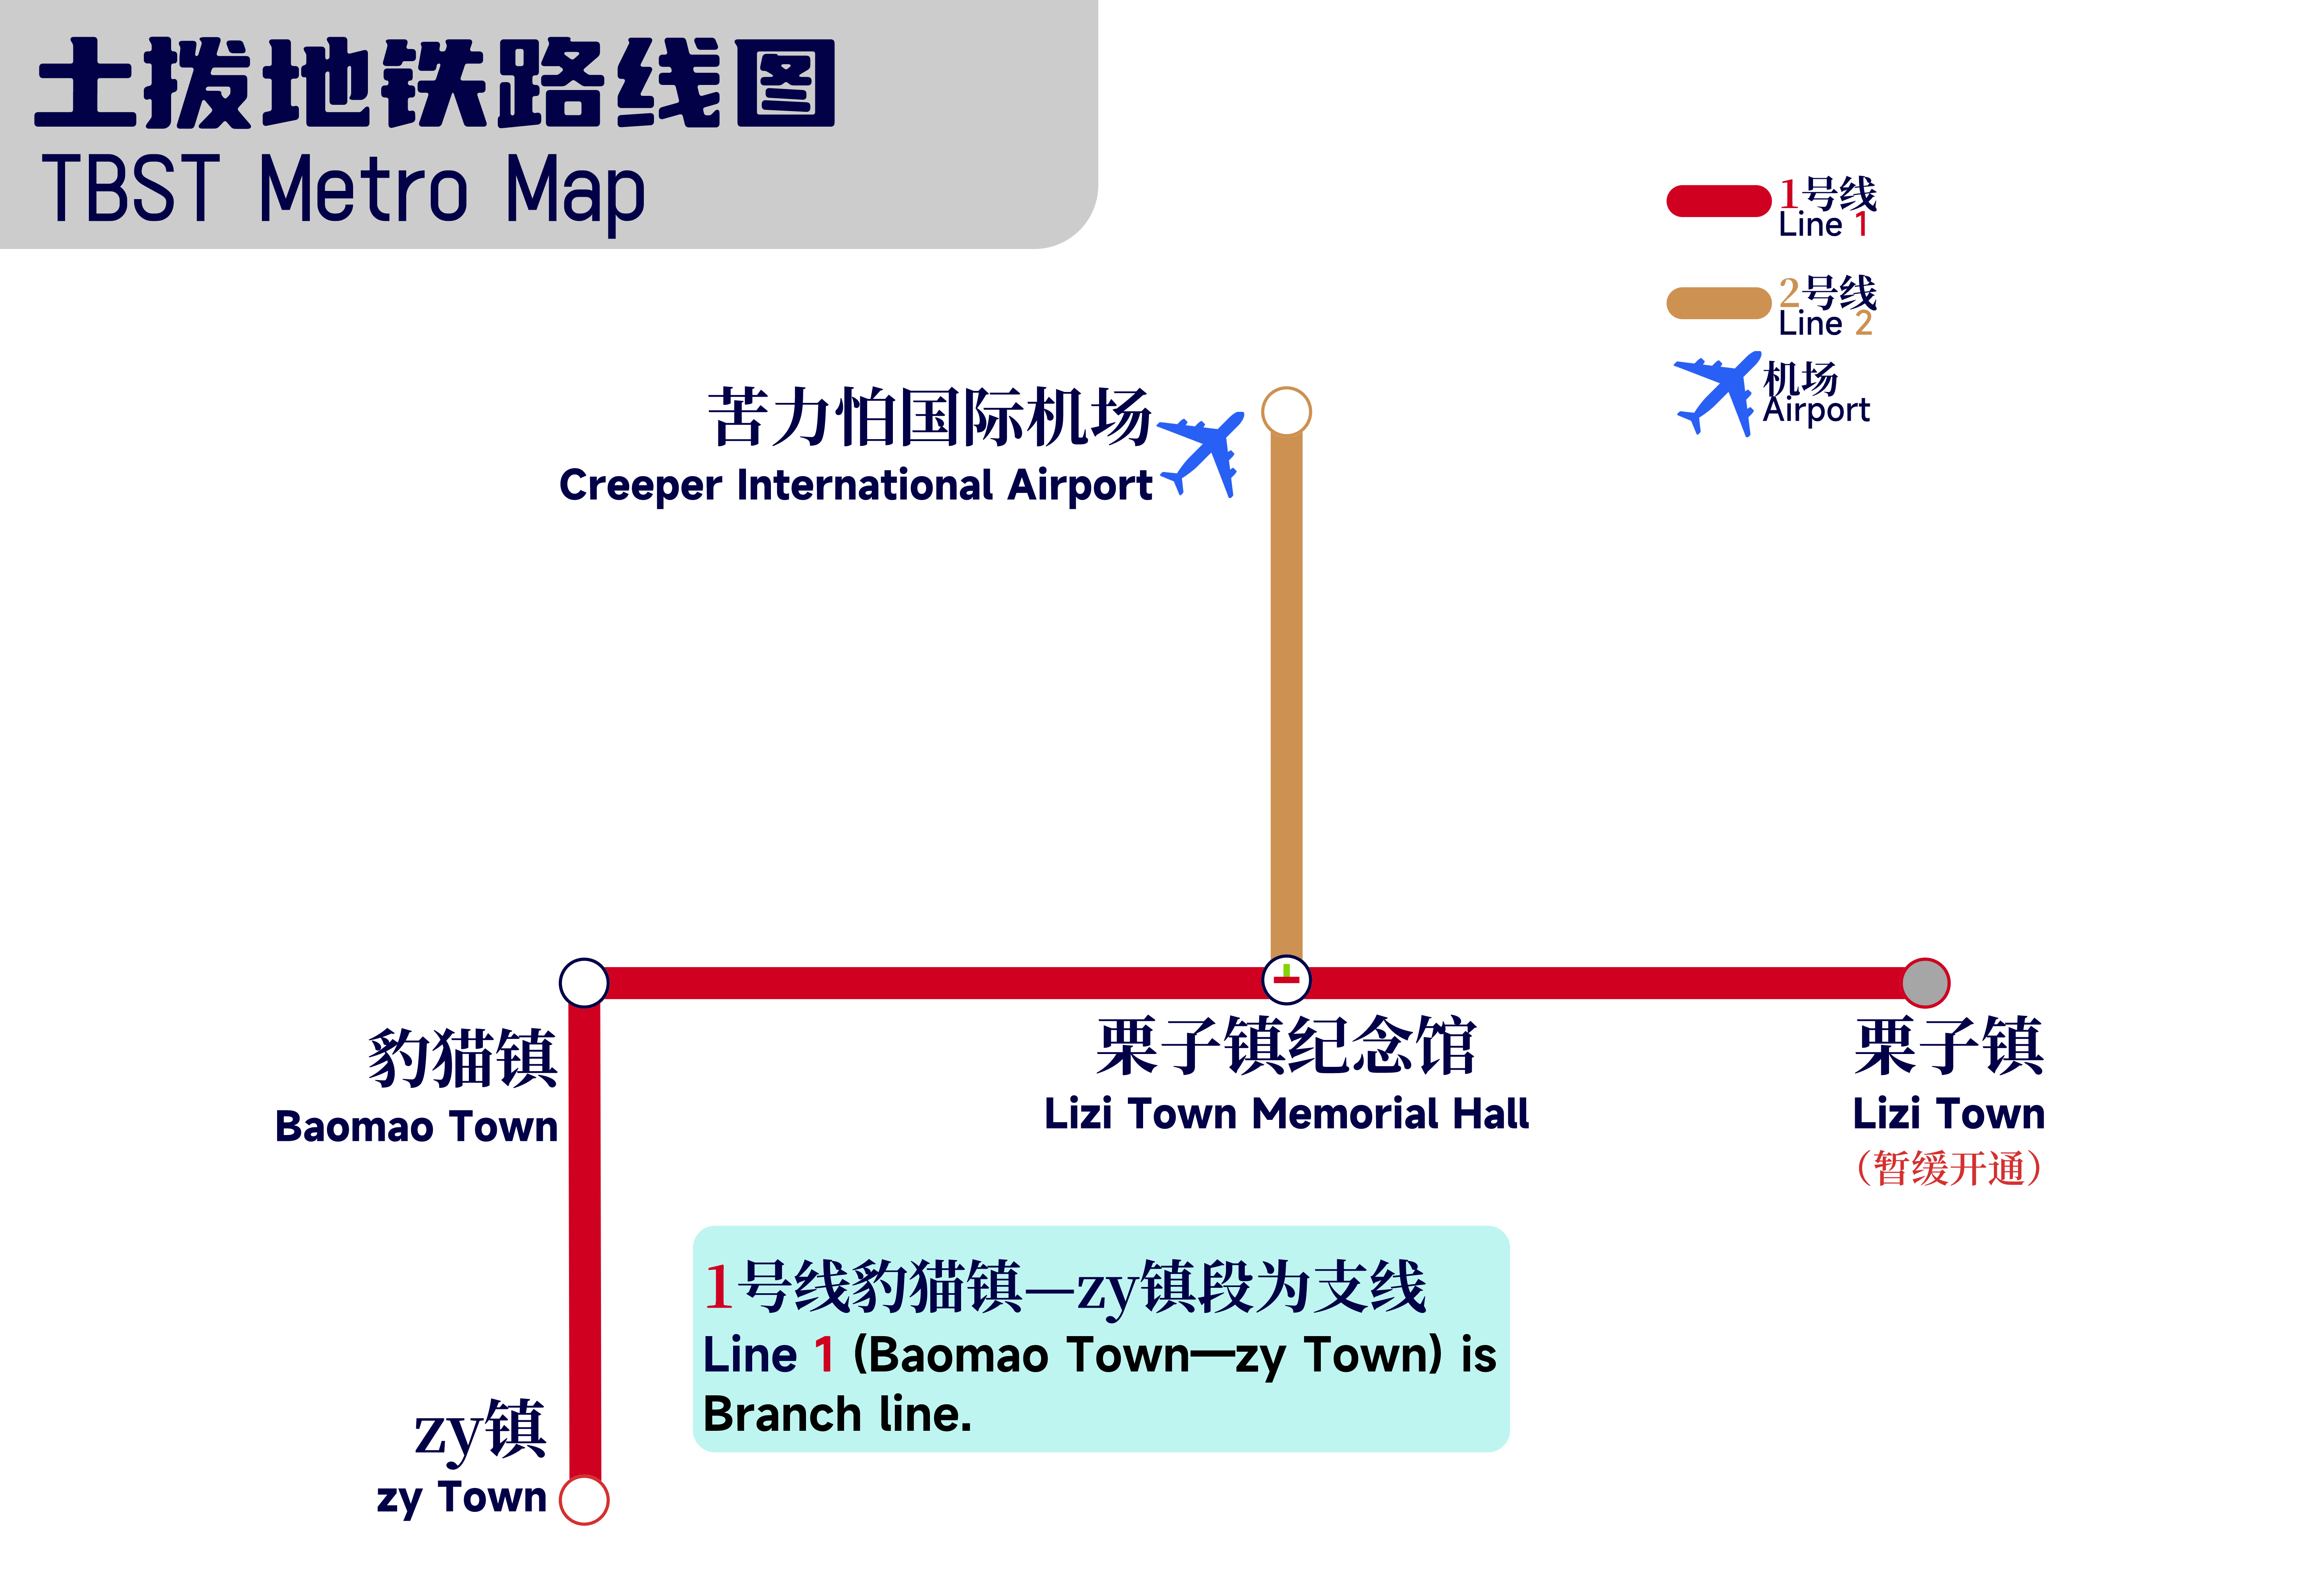 土拨地铁路线图
TBST Metro Map
1号线
Line 1
2号线
Line 2
机场
Airport
苦力怕国际机场
Creeper International Airport
豹猫镇
Baomao Town
栗子镇纪念馆
Lizi Town Memorial Hall
栗子镇
Lizi Town
（暂缓开通）
1号线豹猫镇—zy镇段为支线
Line 1 (Baomao Town—zy Town) is
Branch line.
zy镇
zy Town